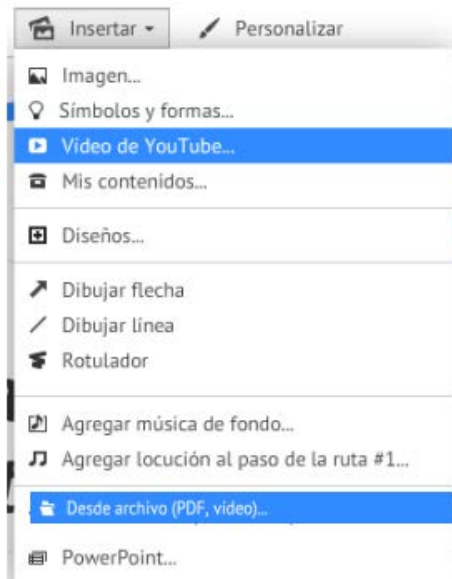 Insertar Personalizar
Imagen...
Símbolos y formas...
Vídeo de YouTube...
Mis contenidos...
Diseños...
Dibujar flecha
Dibujar línea
Rotulador
Agregar música de fondo...
Agregar locución al paso de la ruta #1...
Desde archivo (PDF, video)...
PowerPoint...